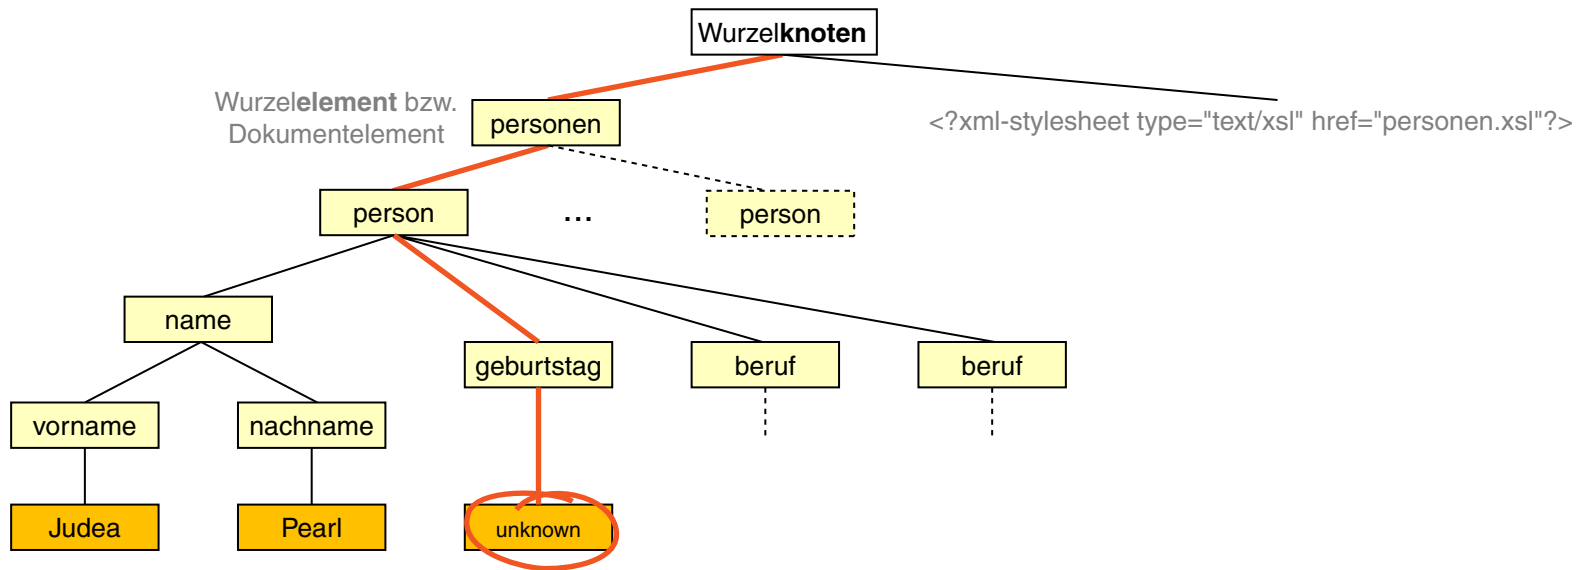 Wurzelknoten
Wurzelelement bzw.
Dokumentelement
personen
<?xml-stylesheet type="text/xsl" href="personen.xsl"?>
person
...
person
name
geburtstag
beruf
beruf
vorname
nachname
Judea
Pearl
unknown